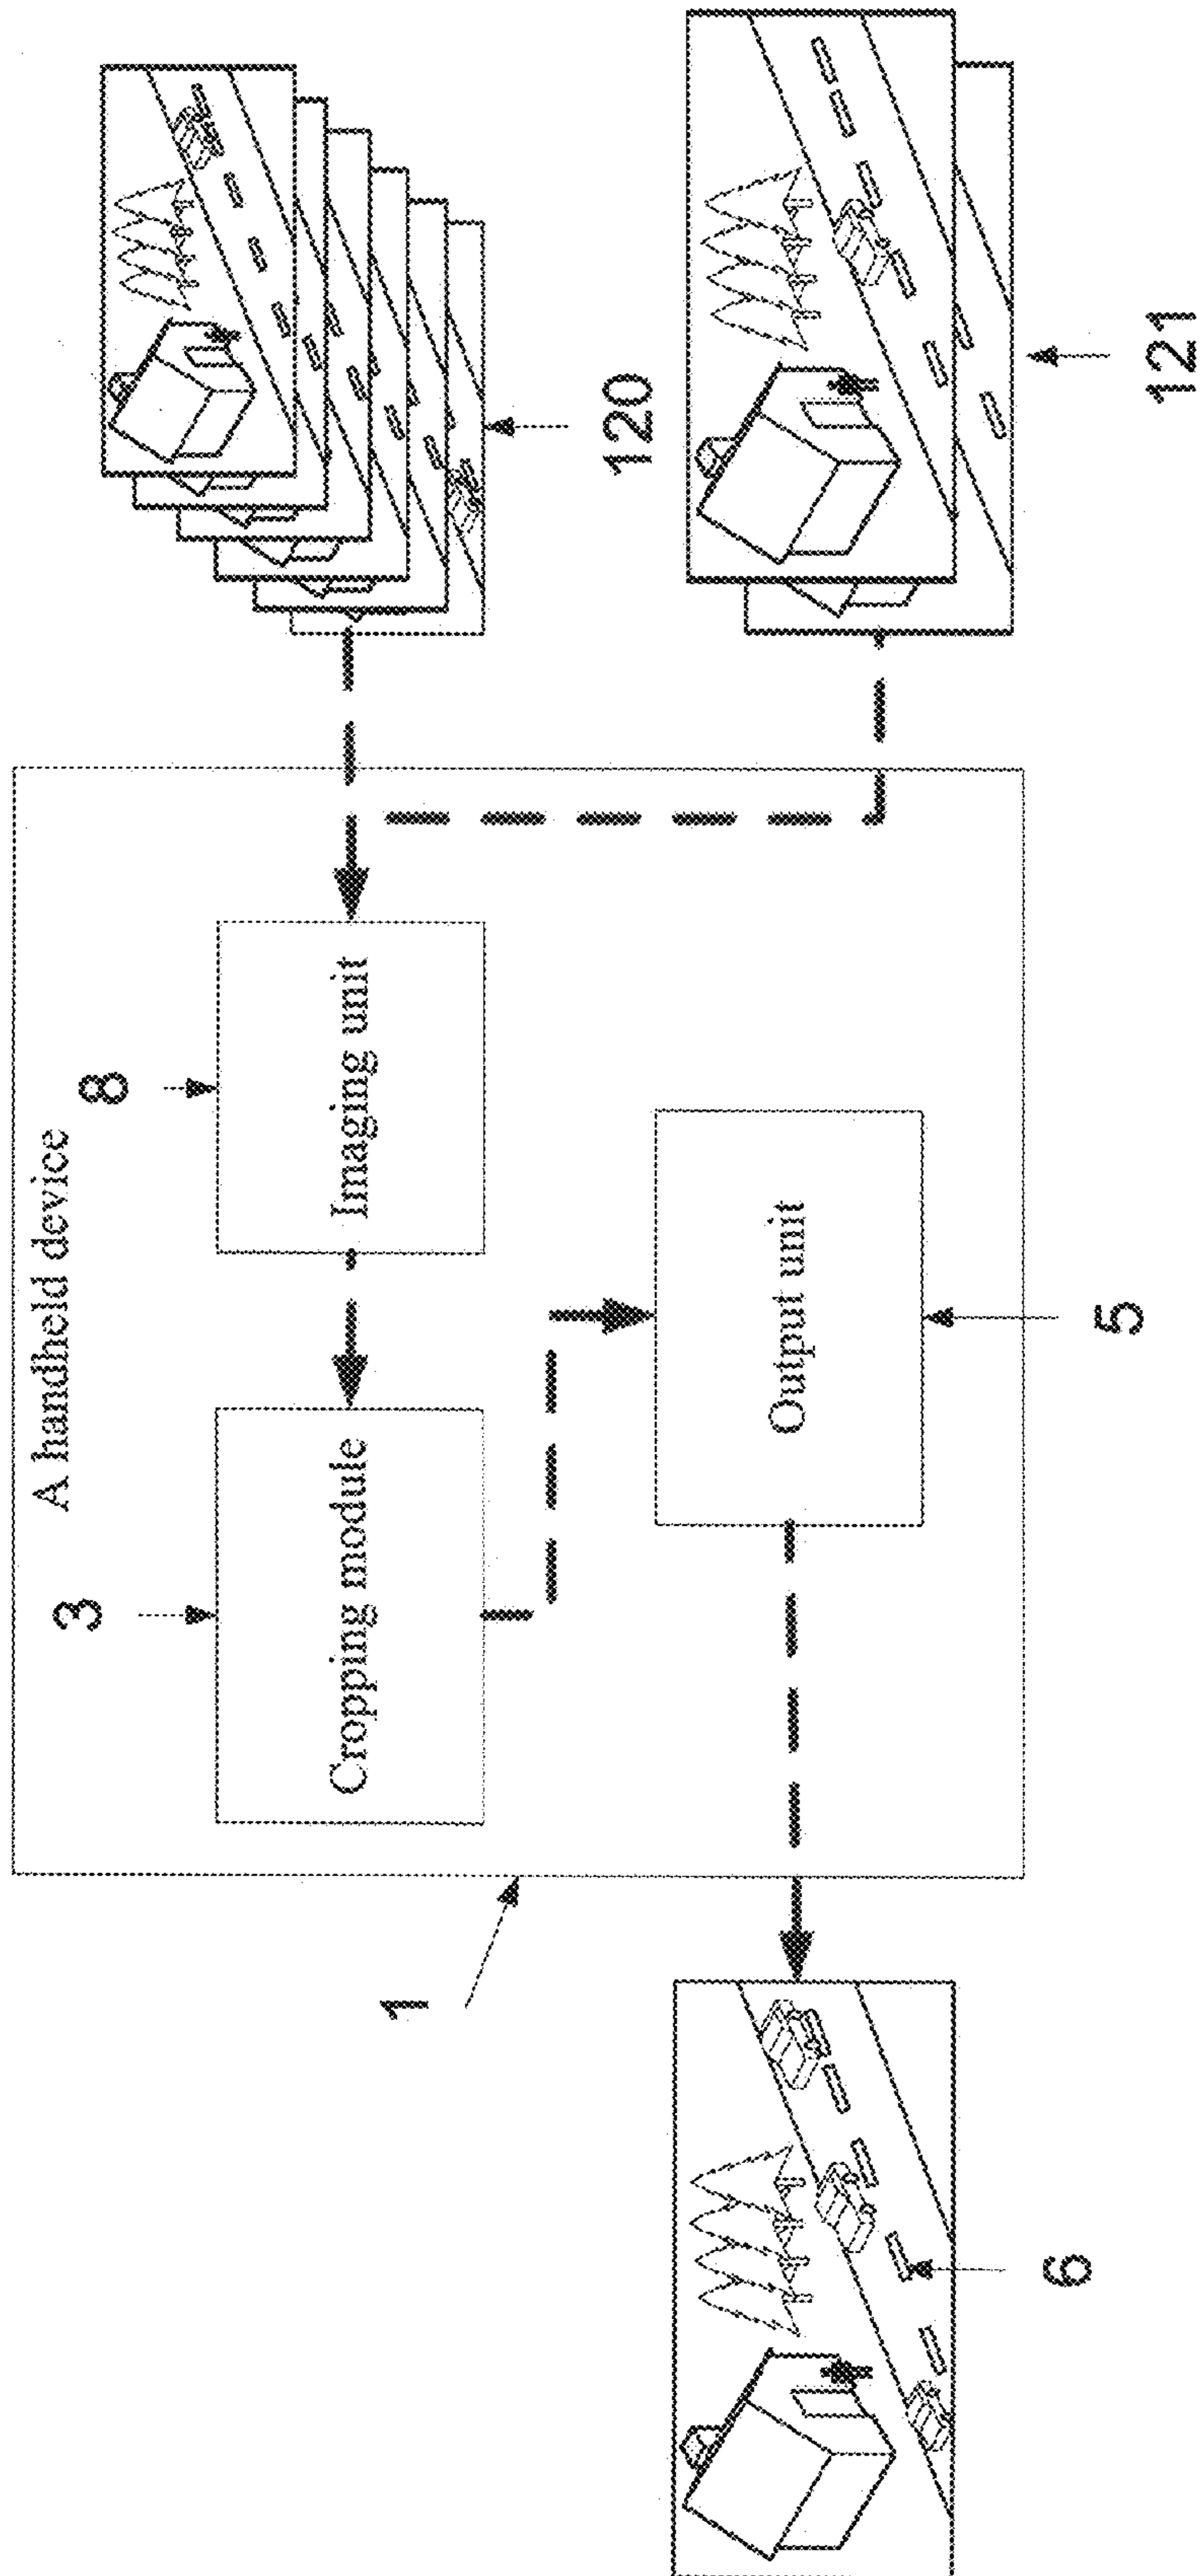 A handheld device
3
8
Cropping module
Imaging unit
1
120
Output unit
6
5
121